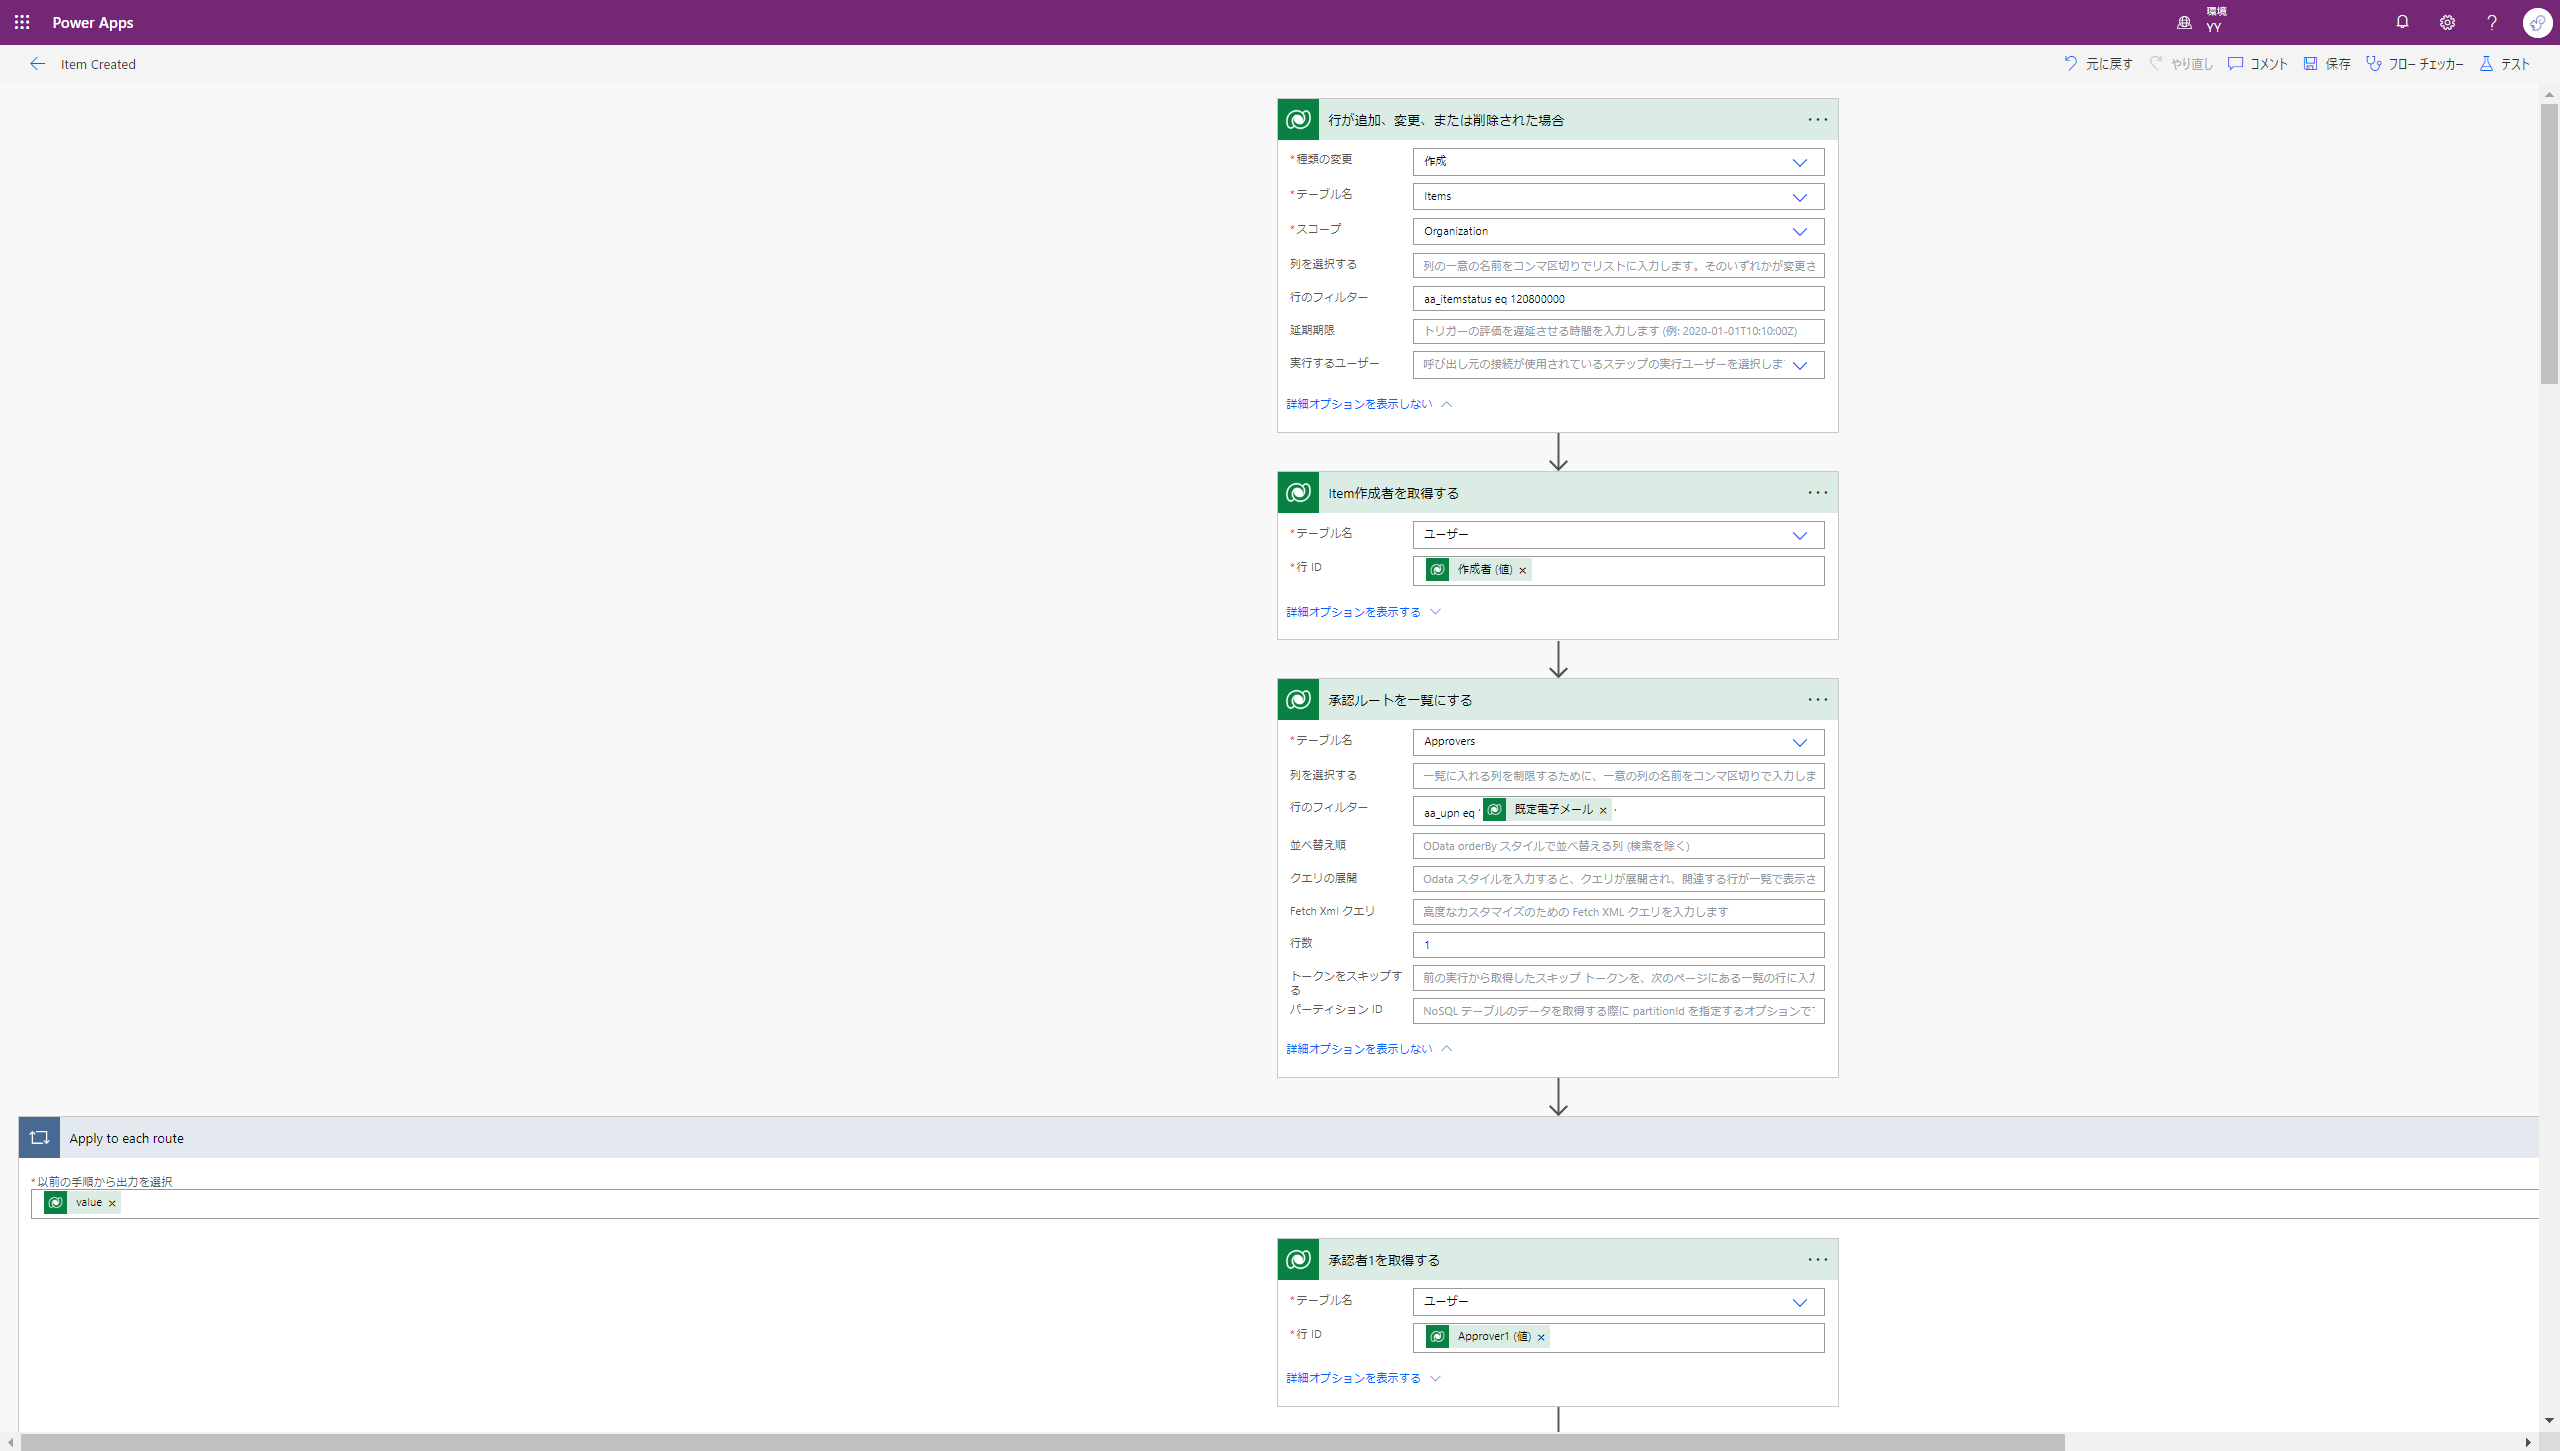 Power Apps
環境
YY
Item Created
元に戻す
やり直し
コメント
保存
フロー チェッカー
テスト
行が追加、変更、または削除された場合
*種類の変更
作成
*テーブル名
Items
*スコープ
Organization
列を選択する
列の一意の名前をコンマ区切りでリストに入力します。そのいずれかが変更さ
行のフィルター
aa_itemstatus eq 120800000
延期期限
トリガーの評価を遅延させる時間を入力します (例: 2020-01-01T10:10:00Z)
実行するユーザー
呼び出し元の接続が使用されているステップの実行ユーザーを選択しま
詳細オプションを表示しない
Item作成者を取得する
*テーブル名
ユーザー
*行 ID
作成者 (値) ×
詳細オプションを表示する
承認ルートを一覧にする
*テーブル名
Approvers
列を選択する
一覧に入れる列を制限するために、一意の列の名前をコンマ区切りで入力しま
行のフィルター
aa_upn eq ' 既定電子メール × '
並べ替え順
OData orderBy スタイルで並べ替える列 (検索を除く)
クエリの展開
Odata スタイルを入力すると、クエリが展開され、関連する行が一覧で表示さ
Fetch Xml クエリ
高度なカスタマイズのための Fetch XML クエリを入力します
行数
1
トークンをスキップす
る
前の実行から取得したスキップ トークンを、次のページにある一覧の行に入力
パーティション ID
NoSQL テーブルのデータを取得する際に partitionId を指定するオプションで
詳細オプションを表示しない
Apply to each route
*以前の手順から出力を選択
value ×
承認者1を取得する
*テーブル名
ユーザー
*行 ID
Approver1 (値) ×
詳細オプションを表示する